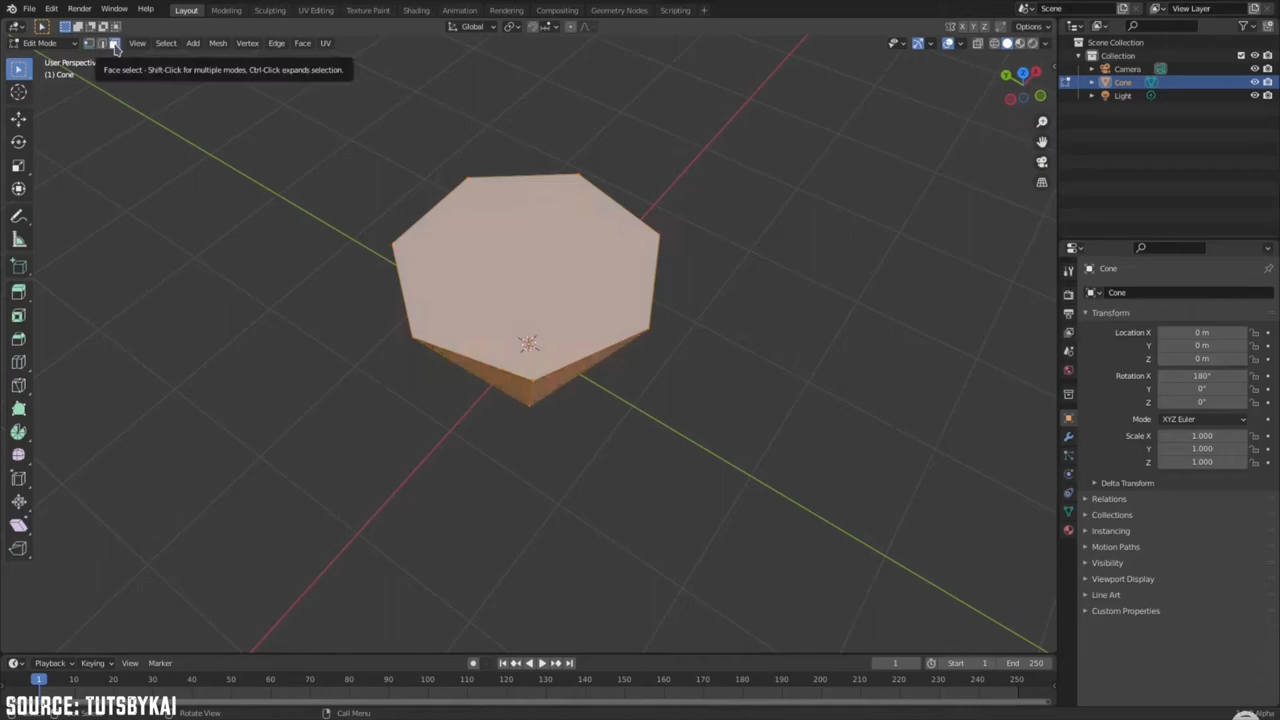 File Edit Render Window Help Layout Modeling Sculpting UV Editing Texture Paint Shading Animation Rendering Compositing Geometry Nodes Scripting + Scene View Layer
Global X Y Z Options
Edit Mode View Select Add Mesh Vertex Edge Face UV
Scene Collection
Collection
Camera
Cone
Light
User Perspectiv
(1) Cone
Face select - Shift-Click for multiple modes, Ctrl-Click expands selection.
Z
Y
Cone
Cone
Transform
Location X 0 m
Y 0 m
Z 0 m
Rotation X 180°
Y 0°
Z 0°
Mode XYZ Euler
Scale X 1.000
Y 1.000
Z 1.000
Delta Transform
Relations
Collections
Instancing
Motion Paths
Visibility
Viewport Display
Line Art
Custom Properties
Playback Keying View Marker 1 Start 1 End 250
1 10 20 30 40 50 60 70 80 90 100 110 120 130 140 150 160 170 180 190 200 210 220 230 240 250
SOURCE: TUTSBYKAI
Rotate View Call Menu Alpha